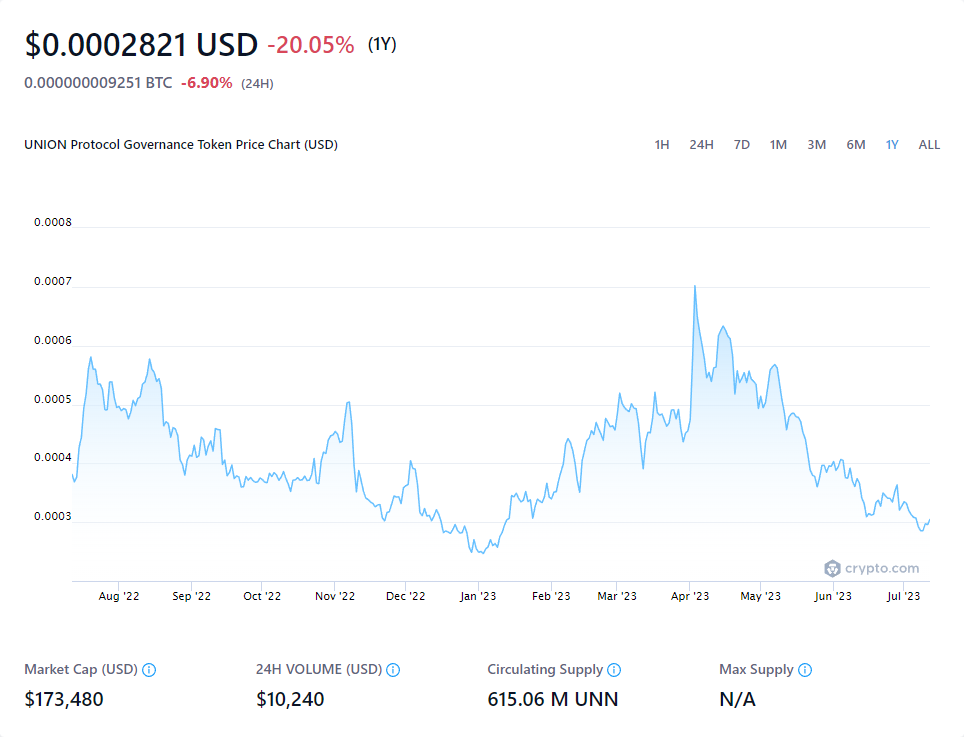 $0.0002821 USD -20.05% (1Y)
0.000000009251 BTC -6.90% (24H)
UNION Protocol Governance Token Price Chart (USD)
1H 24H 7D 1M 3M 6M 1Y ALL
0.0008
0.0007
0.0006
0.0005
0.0004
0.0003
crypto.com
Aug '22 Sep '22 Oct '22 Nov '22 Dec '22 Jan '23 Feb '23 Mar '23 Apr '23 May '23 Jun '23 Jul '23
Market Cap (USD) 24H VOLUME (USD) Circulating Supply Max Supply
$173,480 $10,240 615.06 M UNN N/A